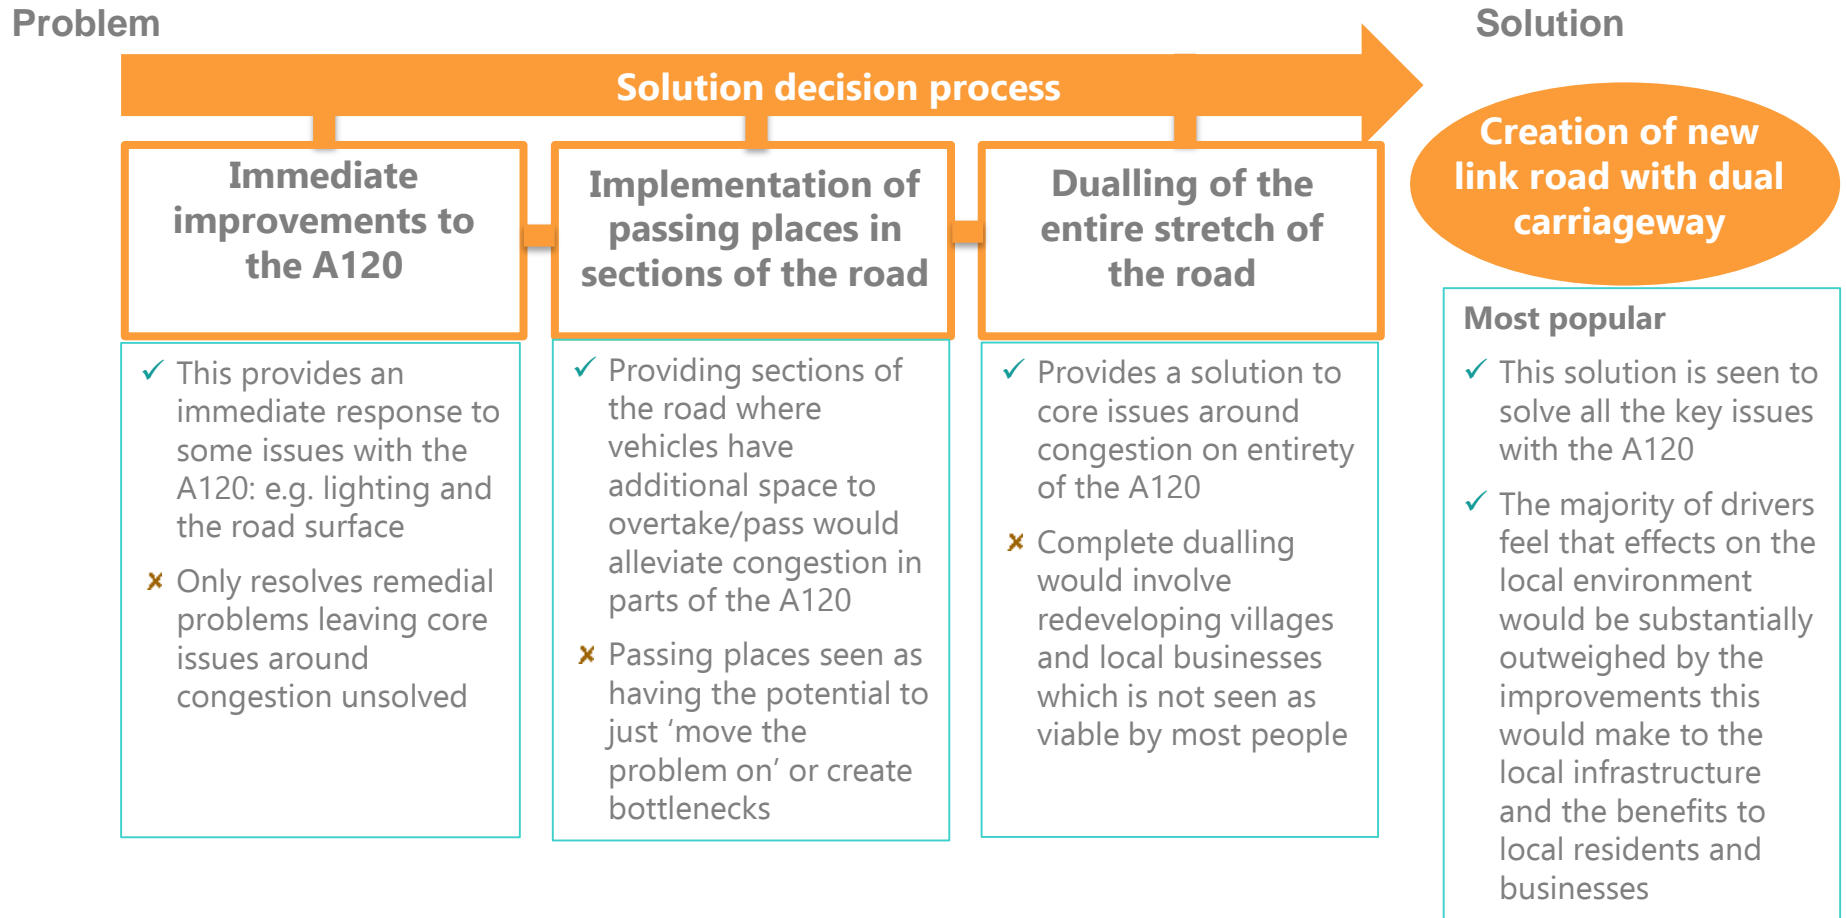 Problem
Solution
Solution decision process
Immediate
improvements to
the A120
✓ This provides an
immediate response to
some issues with the
A120: e.g. lighting and
the road surface
✗ Only resolves remedial
problems leaving core
issues around
congestion unsolved
Implementation of
passing places in
sections of the road
✓ Providing sections of
the road where
vehicles have
additional space to
overtake/pass would
alleviate congestion in
parts of the A120
✗ Passing places seen as
having the potential to
just ‘move the
problem on’ or create
bottlenecks
Dualling of the
entire stretch of
the road
✓ Provides a solution to
core issues around
congestion on entirety
of the A120
✗ Complete dualling
would involve
redeveloping villages
and local businesses
which is not seen as
viable by most people
Creation of new
link road with dual
carriageway
Most popular
✓ This solution is seen to
solve all the key issues
with the A120
✓ The majority of drivers
feel that effects on the
local environment
would be substantially
outweighed by the
improvements this
would make to the
local infrastructure
and the benefits to
local residents and
businesses